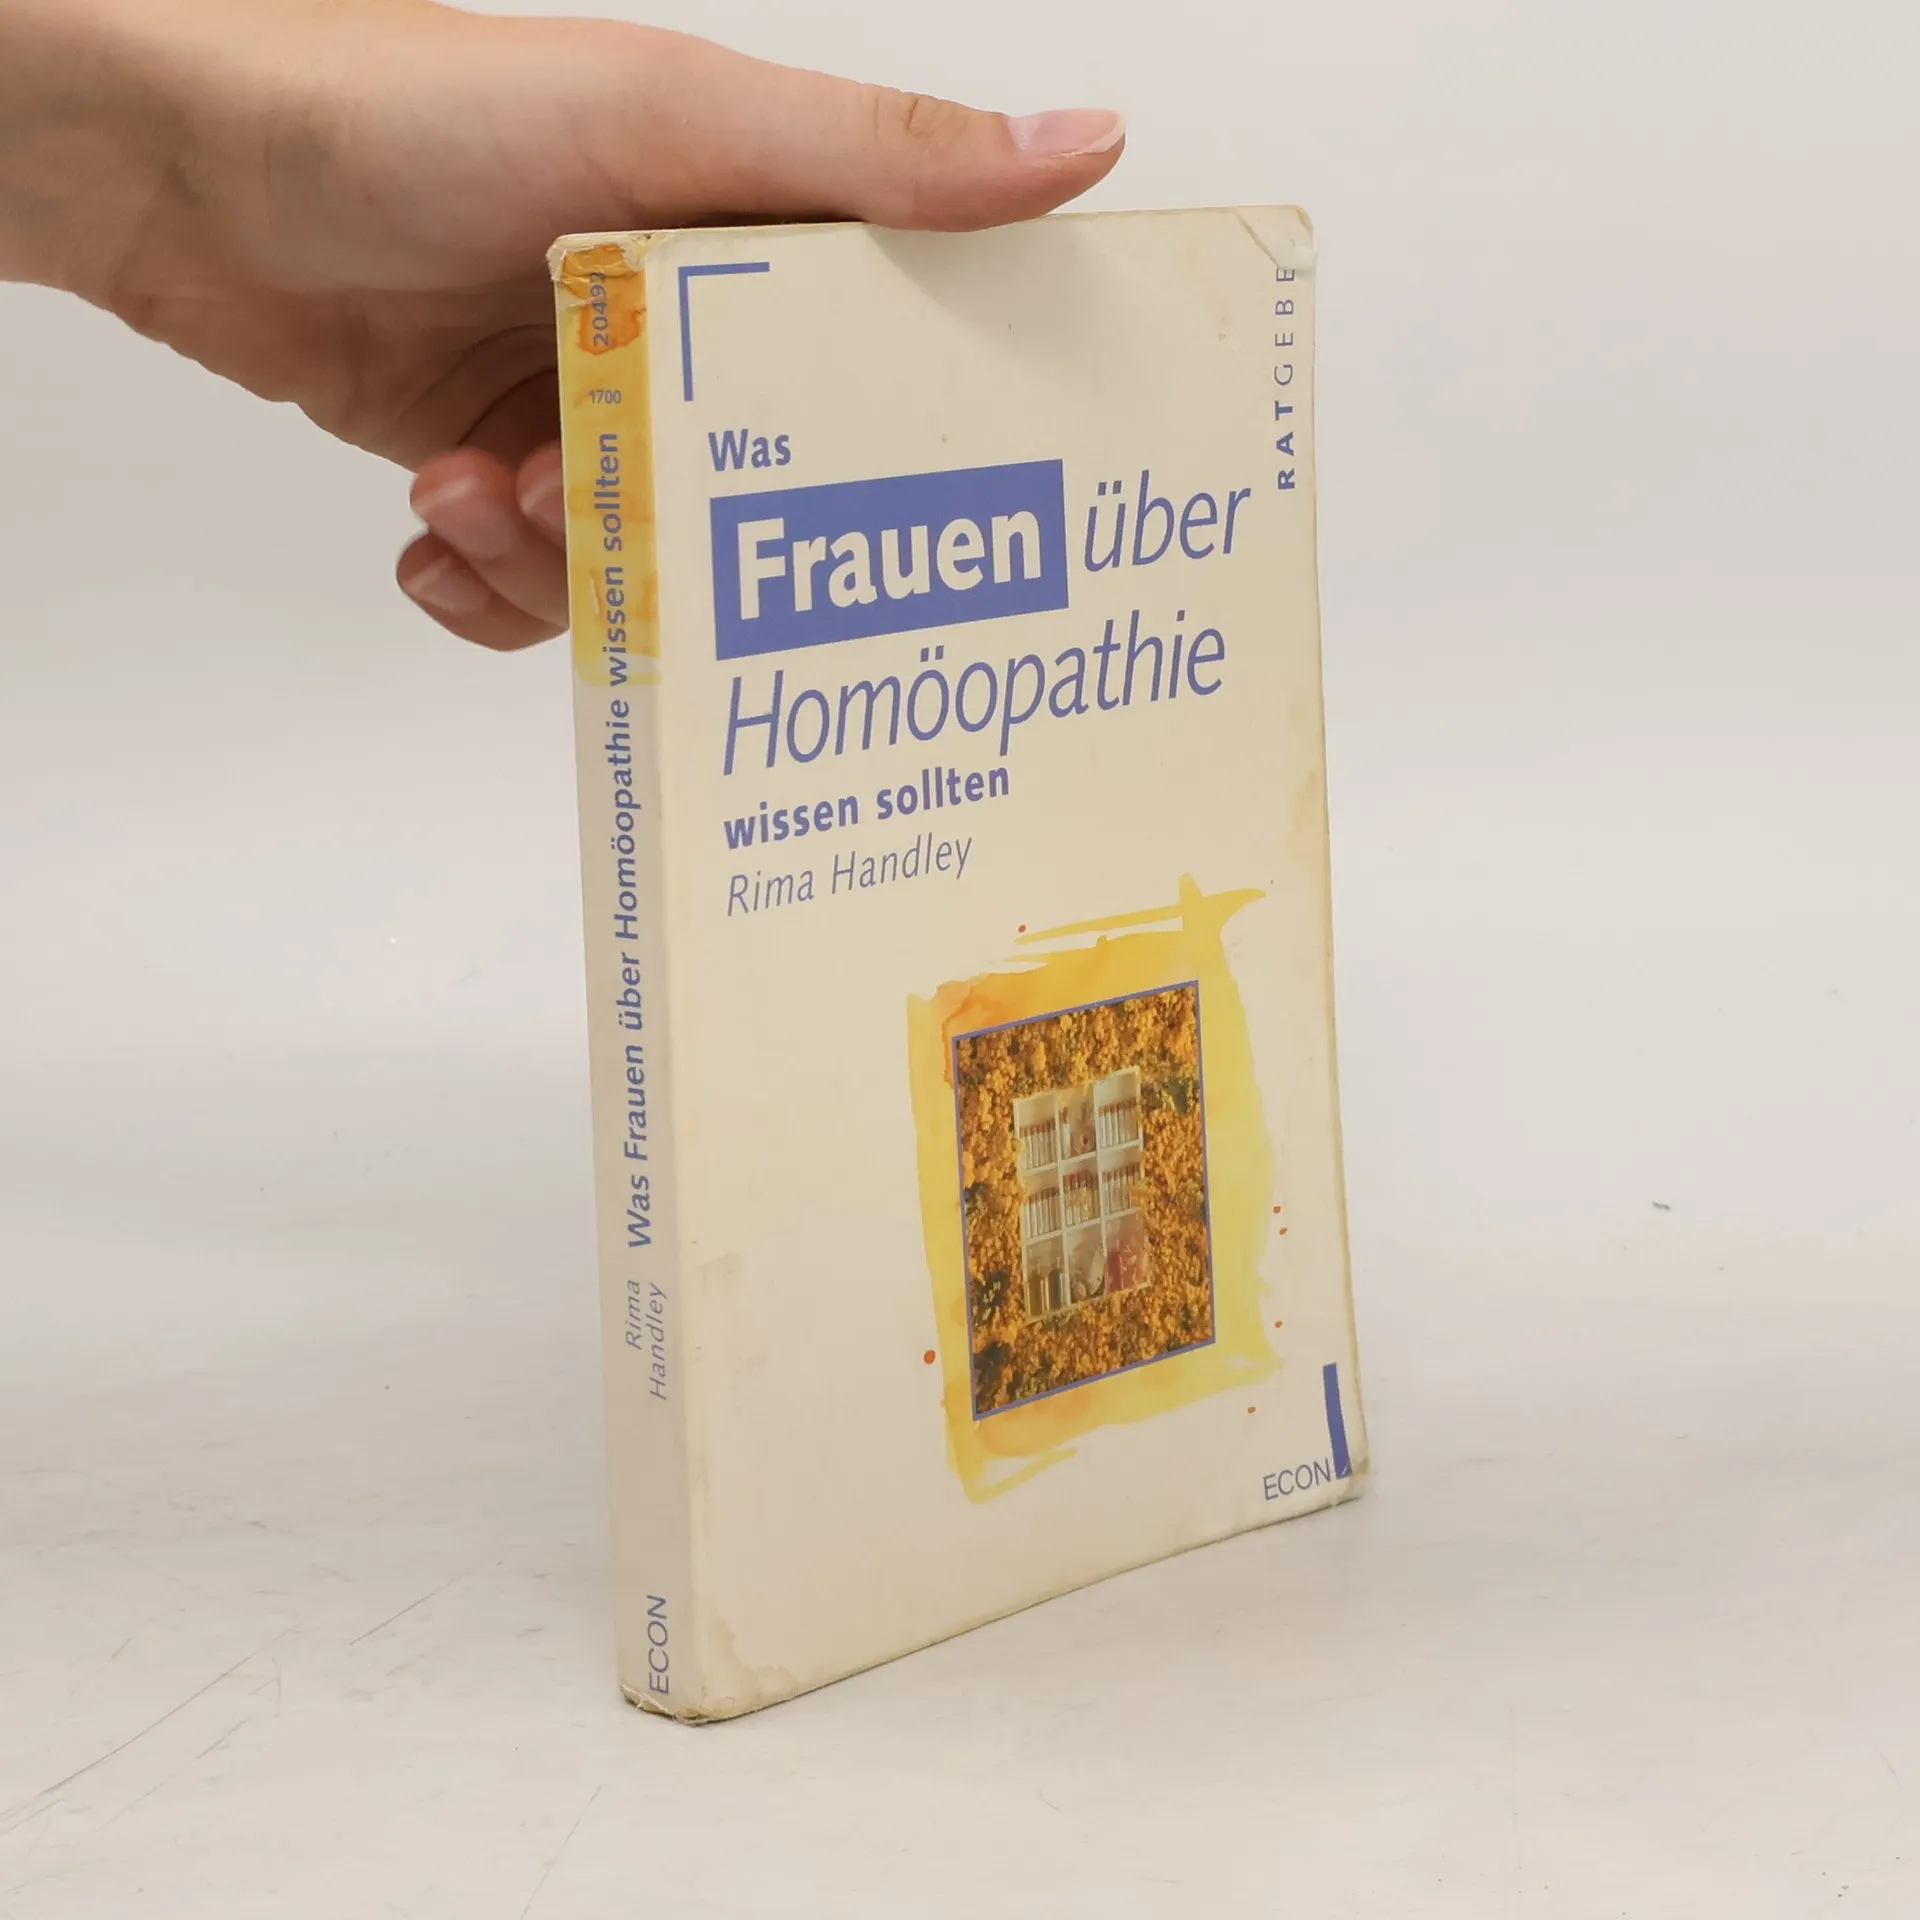 Was
Frauen über
Homöopathie
wissen sollten
Rima Handley
ECON
20492
1700
Was Frauen über Homöopathie wissen sollten
Rima
Handley
ECON